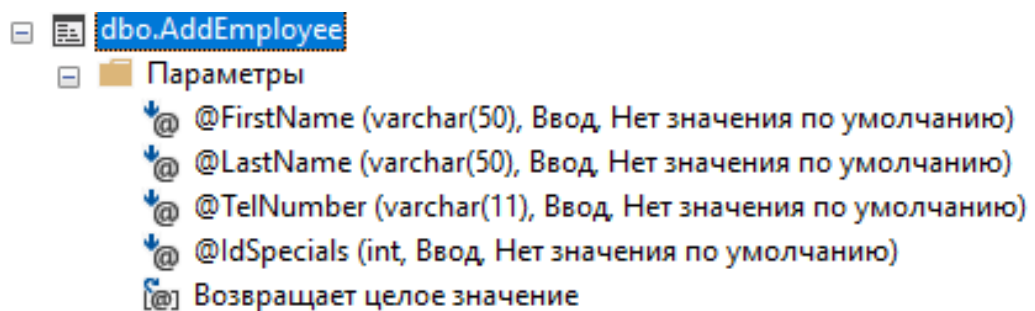 dbo.AddEmployee
Параметры
@FirstName (varchar(50), Ввод, Нет значения по умолчанию)
@LastName (varchar(50), Ввод, Нет значения по умолчанию)
@TelNumber (varchar(11), Ввод, Нет значения по умолчанию)
@IdSpecials (int, Ввод, Нет значения по умолчанию)
Возвращает целое значение